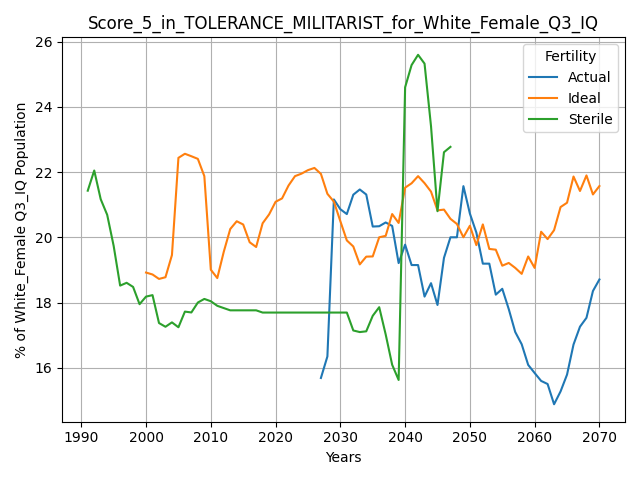 Score_5_in_TOLERANCE_MILITARIST_for_White_Female_Q3_IQ
% of White_Female Q3_IQ Population
26
24
22
20
18
16
Fertility
Actual
Ideal
Sterile
1990 2000 2010 2020 2030 2040 2050 2060 2070
Years